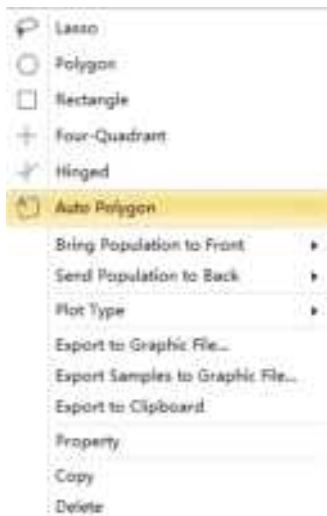 Lasso
Polygon
Rectangle
Four-Quadrant
Hinged
Auto Polygon
Bring Population to Front
Send Population to Back
Plot Type
Export to Graphic File...
Export Samples to Graphic File...
Export to Clipboard
Property
Copy
Delete